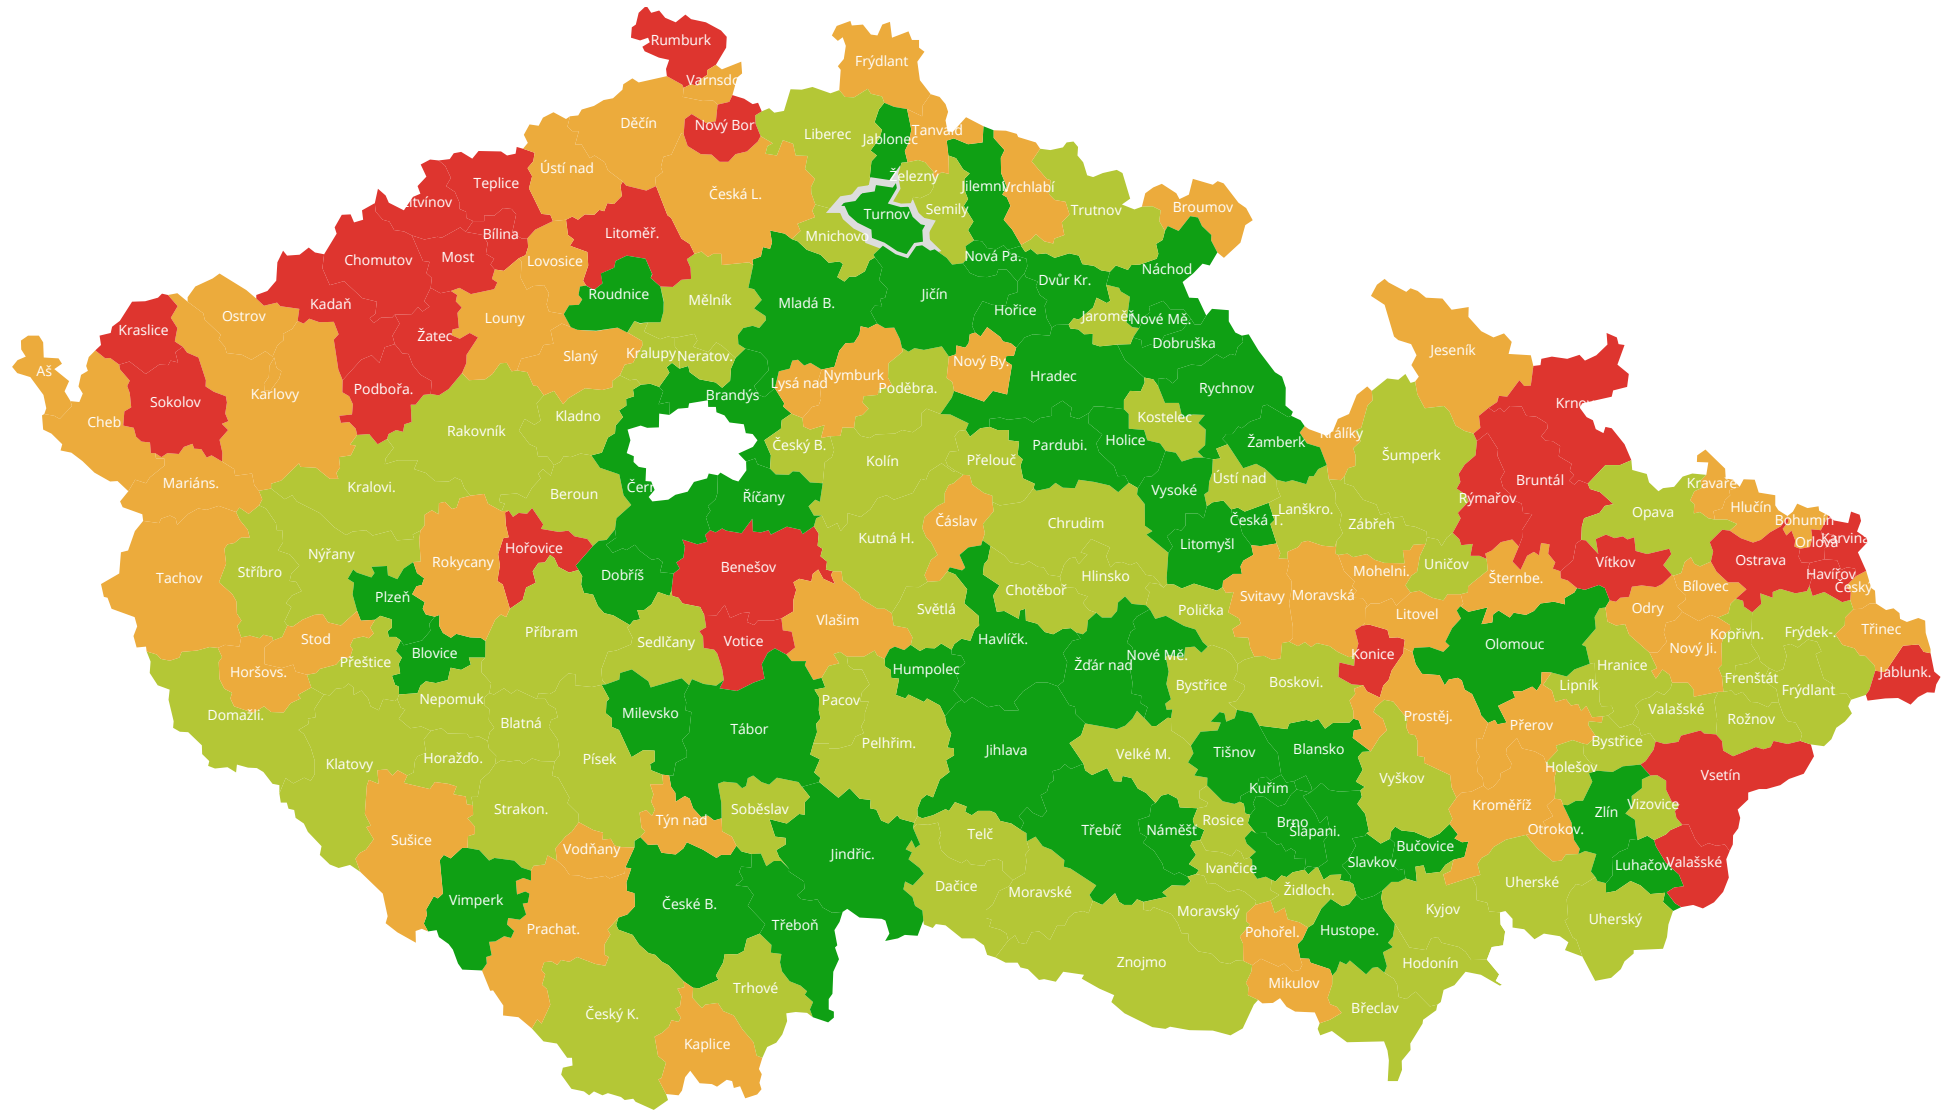 Rumburk
Frýdlant
Varnsdo
Děčín
Nový Bor
Liberec
Jablonec
Tanvald
Ústí nad
Teplice
Česká L.
Železný
Jilemni
Vrchlabí
Litvínov
Turnov
Semily
Trutnov
Broumov
Bílina
Litoměř.
Mnichovo
Chomutov
Most
Lovosice
Nová Pa.
Náchod
Roudnice
Mělník
Mladá B.
Jičín
Dvůr Kr.
Kadaň
Ostrov
Louny
Hořice
Jaroměř
Nové Mě.
Kraslice
Žatec
Slaný
Kralupy
Neratov.
Dobruška
Jeseník
Aš
Karlovy
Podbořa.
Lysá nad
Nymburk
Poděbra.
Nový By.
Hradec
Rychnov
Sokolov
Brandýs
Krnov
Cheb
Rakovník
Kladno
Kostelec
Český B.
Kolín
Přelouč
Pardubi.
Holice
Žamberk
Králíky
Šumperk
Mariáns.
Kralovi.
Beroun
Čern
Říčany
Vysoké
Ústí nad
Rýmařov
Bruntál
Kravaře
Opava
Hlučín
Čáslav
Chrudim
Česká T.
Lanškro.
Zábřeh
Bohumín
Kutná H.
Litomyšl
Orlová
Karviná
Hořovice
Nýřany
Stříbro
Tachov
Rokycany
Dobříš
Benešov
Chotěboř
Hlinsko
Mohelni.
Uničov
Šternbe.
Vítkov
Ostrava
Havířov
Český
Bílovec
Plzeň
Světlá
Polička
Svitavy
Moravská
Litovel
Odry
Stod
Vlašim
Příbram
Sedlčany
Votice
Havlíčk.
Kopřivn.
Frýdek-.
Třinec
Přeštice
Blovice
Humpolec
Žďár nad
Nové Mě.
Konice
Olomouc
Nový Ji.
Horšovs.
Hranice
Jablunk.
Nepomuk
Pacov
Bystřice
Boskovi.
Lipník
Frenštát
Frýdlant
Domažli.
Milevsko
Blatná
Tábor
Pelhřim.
Prostěj.
Přerov
Valašské
Rožnov
Klatovy
Horažďo.
Písek
Jihlava
Velké M.
Tišnov
Blansko
Bystřice
Vyškov
Holešov
Vsetín
Strakon.
Soběslav
Kuřim
Kroměříž
Vizovice
Zlín
Týn nad
Telč
Třebíč
Náměšť
Rosice
Brno
Šlapani.
Otrokov.
Sušice
Vodňany
Jindřic.
Slavkov
Bučovice
Luhačov.
Valašské
Ivančice
Dačice
Moravské
Židloch.
Uherské
Vimperk
České B.
Moravský
Kyjov
Uherský
Prachat.
Třeboň
Pohořel.
Hustope.
Znojmo
Hodonín
Trhové
Mikulov
Český K.
Břeclav
Kaplice